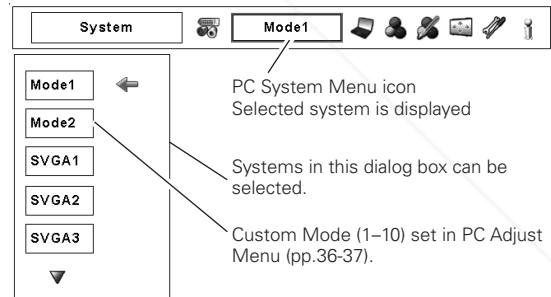 System
Mode1
Mode1
Mode2
SVGA1
SVGA2
SVGA3
PC System Menu icon
Selected system is displayed
Systems in this dialog box can be
selected.
Custom Mode (1–10) set in PC Adjust
Menu (pp.36-37).